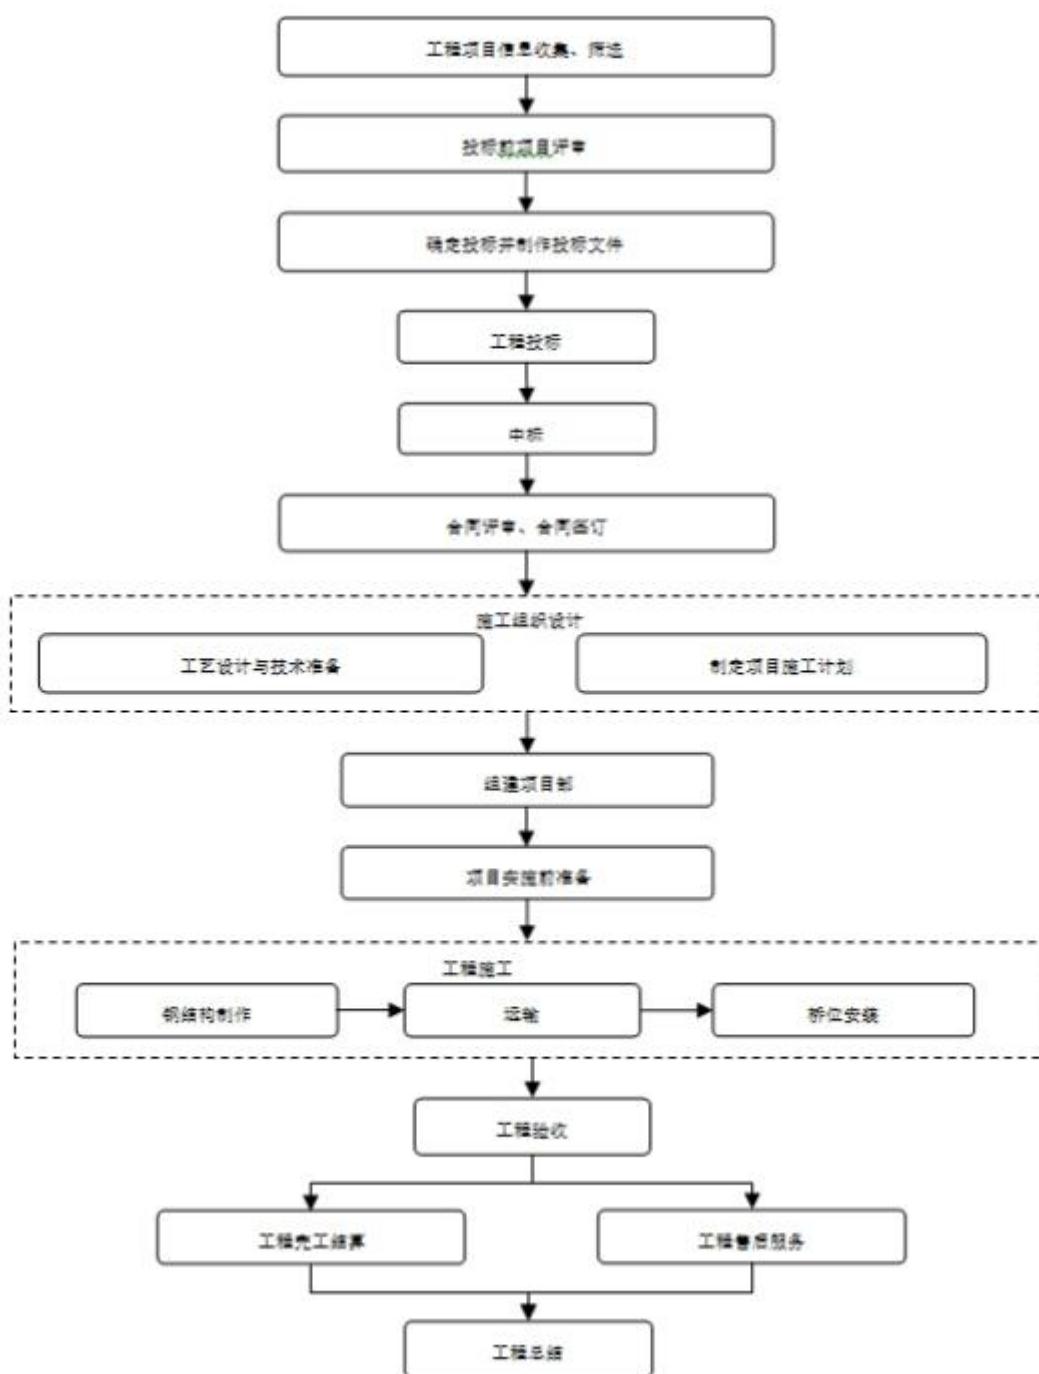 工程项目信息收集、筛选
投标前项目评审
确定投标并制作投标文件
工程投标
中标
合同评审、合同签订
施工组织设计
工艺设计与技术准备
制定项目施工计划
组建项目部
项目实施前准备
工程施工
钢结构制作
运输
桥位安装
工程验收
工程完工结算
工程售后服务
工程总结